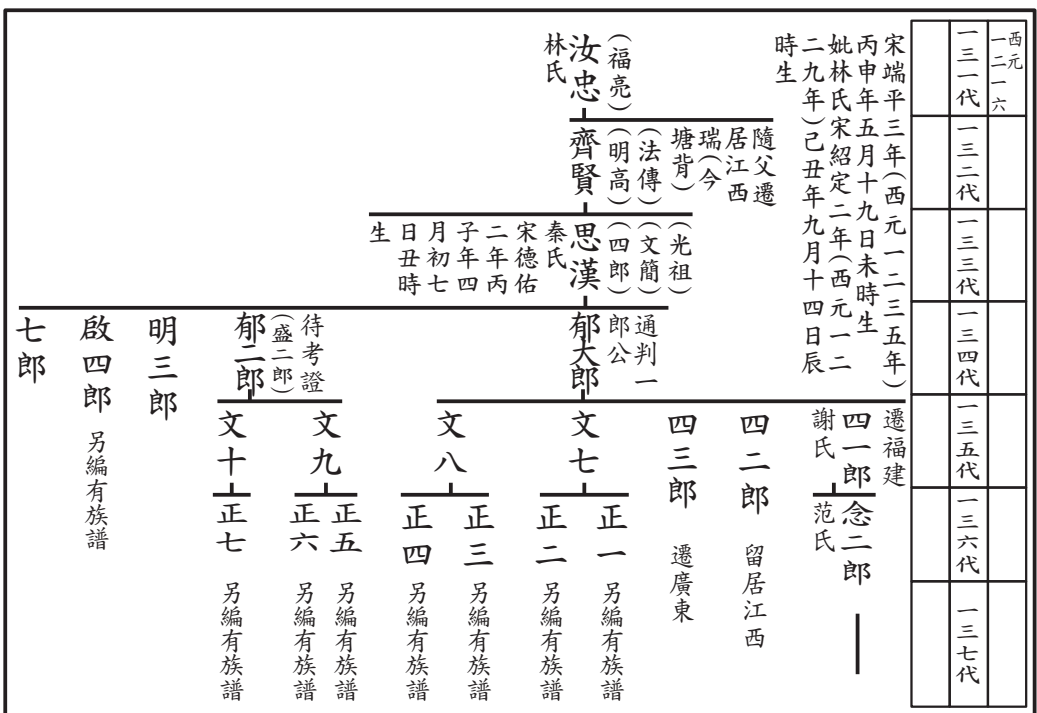 西元
一二一六
一三一代
一三二代
一三三代
一三四代
一三五代
一三六代
一三七代
宋端平三年(西元一二三五年)
丙申年五月十九日未時生
妣林氏宋紹定二年(西元一二
二九年)己丑年九月十四日辰
時生
(福亮)
汝忠
林氏
隨父遷
居江西
瑞(今
塘背)
(法傳)
(明高)
齊賢
(光祖)
(文簡)
(四郎)
思漢
秦氏
宋德佑
二年丙
子年四
月初七
日丑時
生
通判一
郎公
郁大郎
待考證
(盛二郎)
郁二郎
明三郎
啟四郎
另編有族譜
七郎
遷福建
四一郎
謝氏
四二郎
留居江西
四三郎
遷廣東
文七
文八
文九
文十
念二郎
范氏
正一
另編有族譜
正二
另編有族譜
正三
另編有族譜
正四
另編有族譜
正五
另編有族譜
正六
另編有族譜
正七
另編有族譜